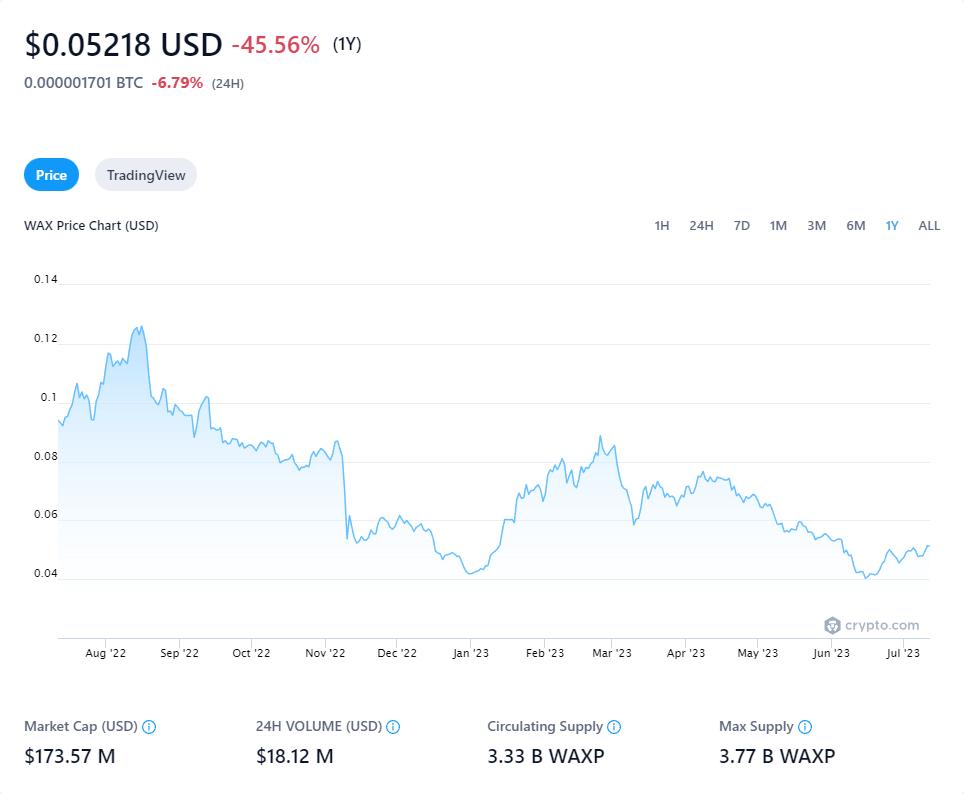 $0.05218 USD -45.56% (1Y)
0.000001701 BTC -6.79% (24H)
Price TradingView
WAX Price Chart (USD) 1H 24H 7D 1M 3M 6M 1Y ALL
0.14
0.12
0.1
0.08
0.06
0.04
crypto.com
Aug '22 Sep '22 Oct '22 Nov '22 Dec '22 Jan '23 Feb '23 Mar '23 Apr '23 May '23 Jun '23 Jul '23
Market Cap (USD) 24H VOLUME (USD) Circulating Supply Max Supply
$173.57 M $18.12 M 3.33 B WAXP 3.77 B WAXP